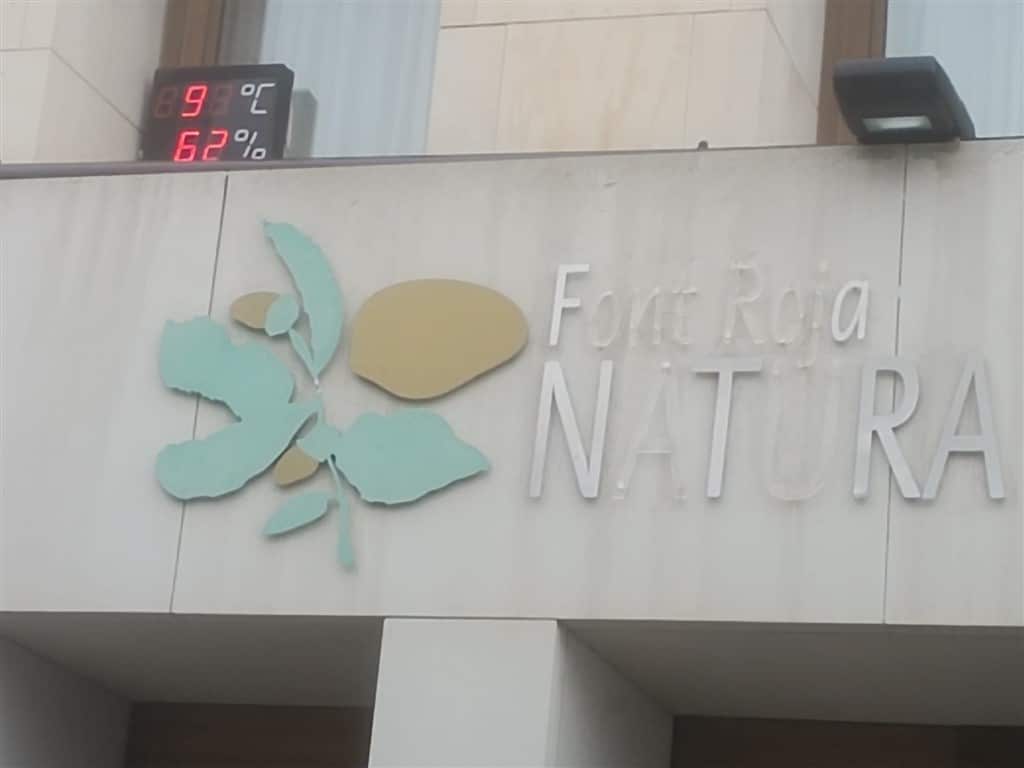 9 °C
62 %
Font Roja
NATURA